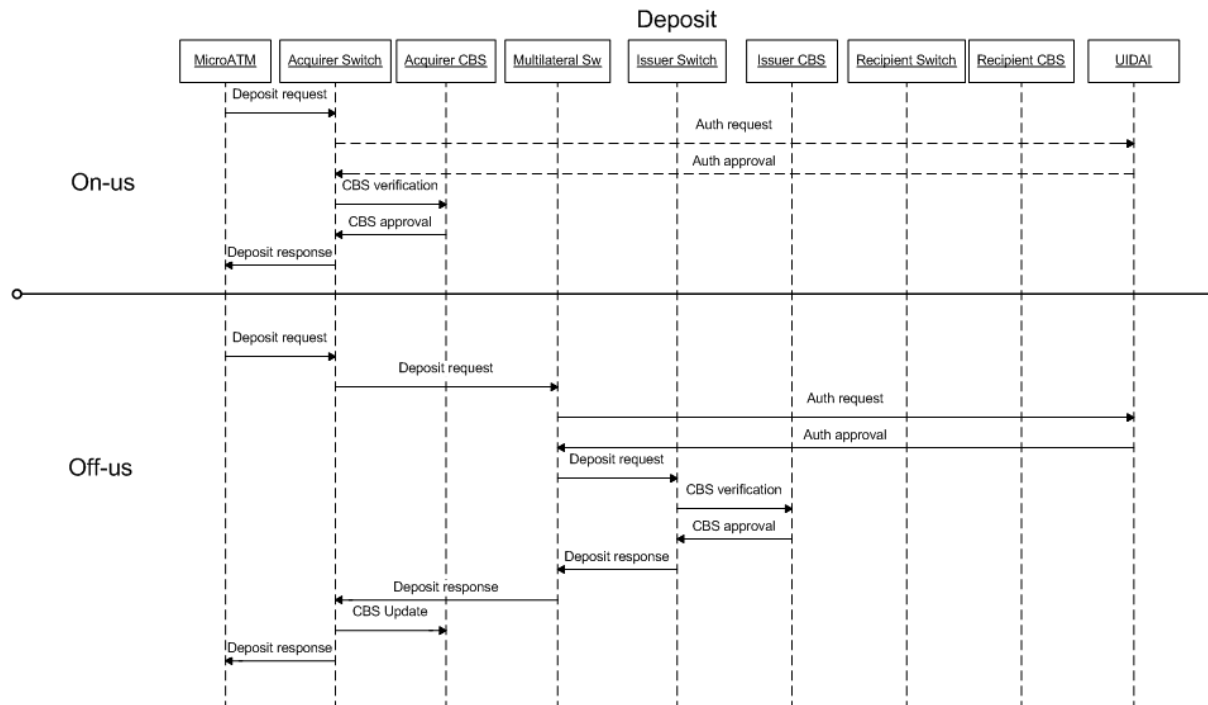 Deposit
MicroATM
Acquirer Switch
Acquirer CBS
Multilateral Sw
Issuer Switch
Issuer CBS
Recipient Switch
Recipient CBS
UIDAI
Deposit request
Auth request
Auth approval
On-us
CBS verification
CBS approval
Deposit response
Deposit request
Deposit request
Auth request
Auth approval
Off-us
Deposit request
CBS verification
CBS approval
Deposit response
Deposit response
CBS Update
Deposit response